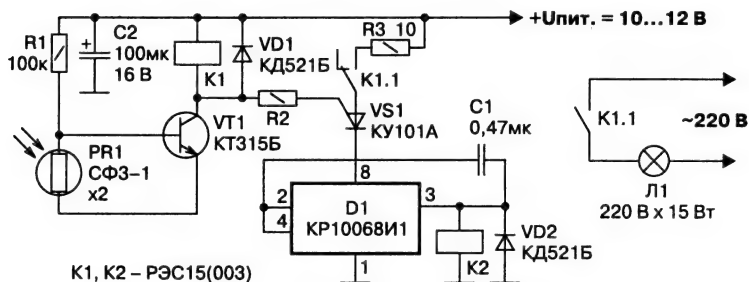 +Uпит. = 10...12 В
R1
100к
C2
100мк
16 В
+
K1
VD1
КД521Б
R3 10
K1.1
R2
VT1
КТ315Б
VS1
КУ101А
C1
0,47мк
K1.1
~220 В
Л1
220 В x 15 Вт
PR1
СФ3–1
x2
8
2
4
3
D1
КР10068И1
1
K2
VD2
КД521Б
K1, K2 – РЭС15(003)